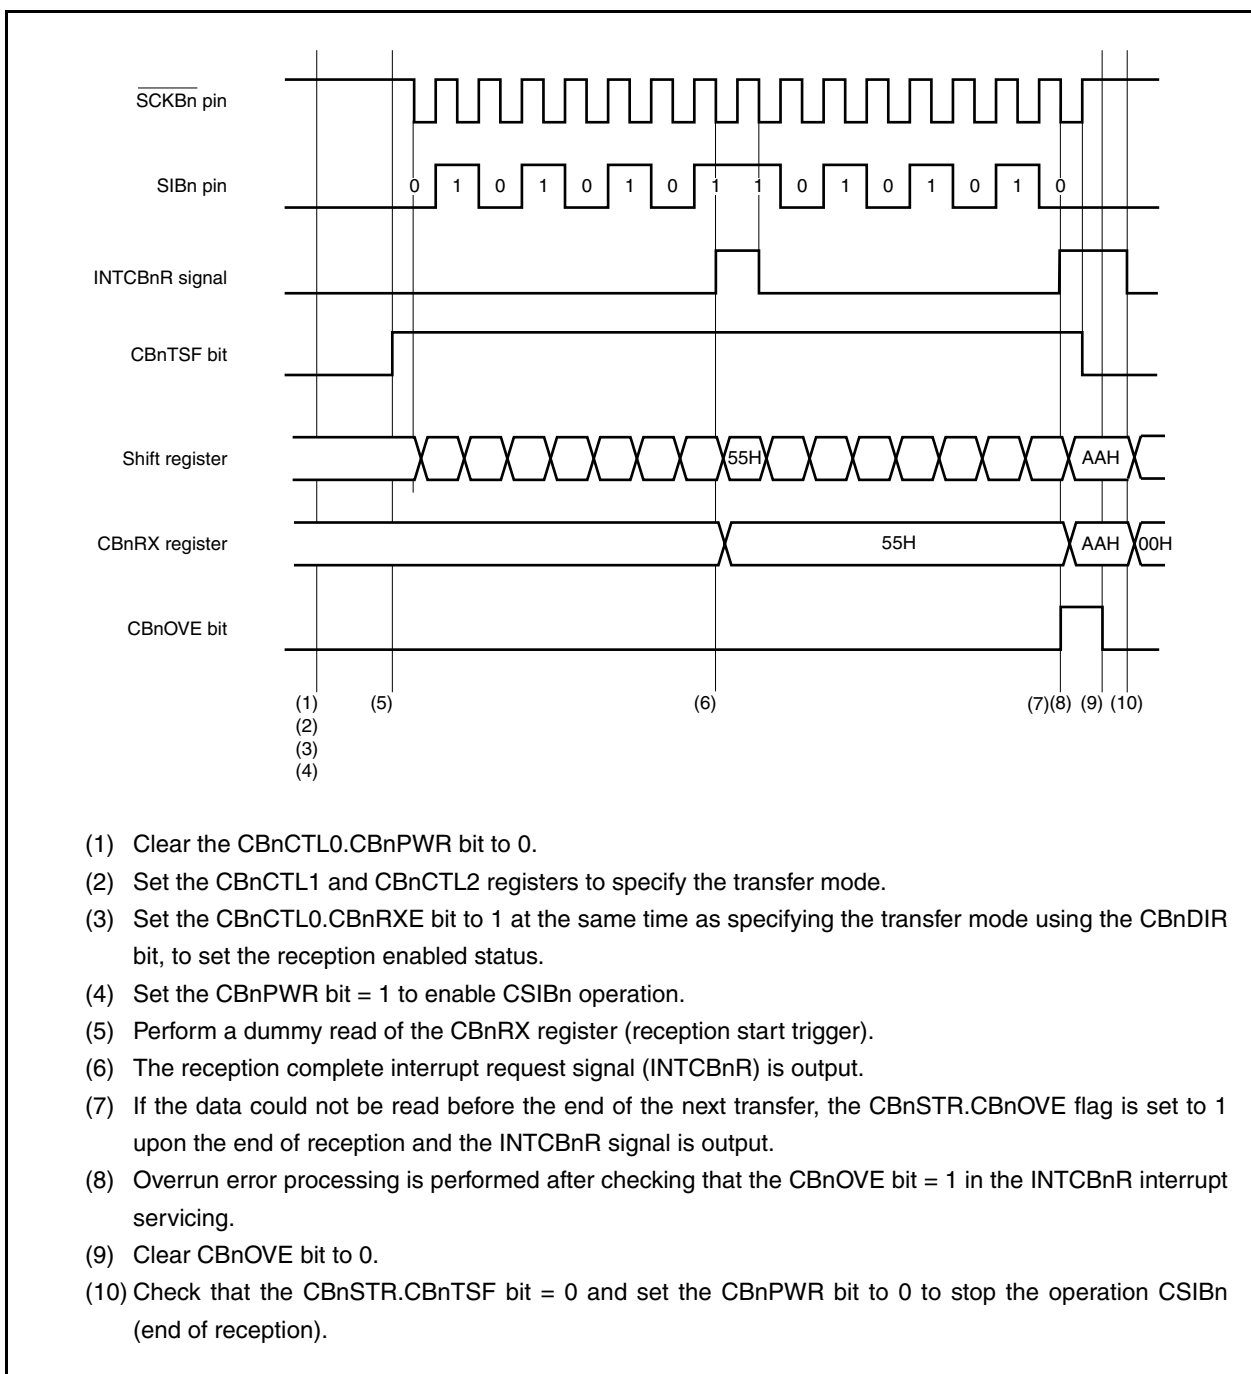 SCKBn pin
SIBn pin
0 1 0 1 0 1 0 1 1 0 1 0 1 0 1 0
INTCBnR signal
CBnTSF bit
Shift register
55H
AAH
CBnRX register
55H
AAH
00H
CBnOVE bit
(1) (5) (6) (7) (8) (9) (10)
(2)
(3)
(4)
(1) Clear the CBnCTL0.CBnPWR bit to 0.
(2) Set the CBnCTL1 and CBnCTL2 registers to specify the transfer mode.
(3) Set the CBnCTL0.CBnRXE bit to 1 at the same time as specifying the transfer mode using the CBnDIR
bit, to set the reception enabled status.
(4) Set the CBnPWR bit = 1 to enable CSIBn operation.
(5) Perform a dummy read of the CBnRX register (reception start trigger).
(6) The reception complete interrupt request signal (INTCBnR) is output.
(7) If the data could not be read before the end of the next transfer, the CBnSTR.CBnOVE flag is set to 1
upon the end of reception and the INTCBnR signal is output.
(8) Overrun error processing is performed after checking that the CBnOVE bit = 1 in the INTCBnR interrupt
servicing.
(9) Clear CBnOVE bit to 0.
(10) Check that the CBnSTR.CBnTSF bit = 0 and set the CBnPWR bit to 0 to stop the operation CSIBn
(end of reception).